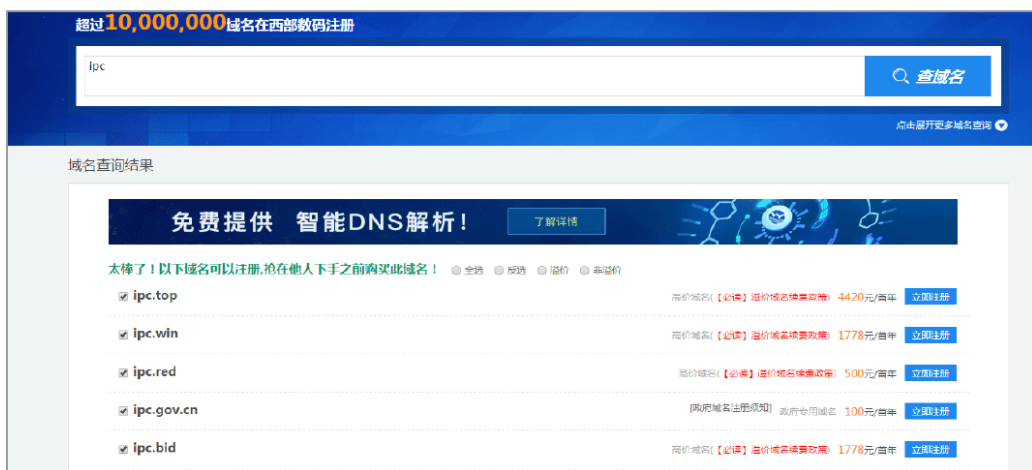 超过10,000,000域名在西部数码注册
ipc
查域名
点击展开更多域名查询
域名查询结果
免费提供 智能DNS解析! 了解详情
太棒了!以下域名可以注册,抢在他人下手之前购买此域名! 全选 反选 溢价 非溢价
ipc.top 高价域名(【必读】溢价域名续费政策) 4420元/首年 立即注册
ipc.win 高价域名(【必读】溢价域名续费政策) 1778元/首年 立即注册
ipc.red 高价域名(【必读】溢价域名续费政策) 500元/首年 立即注册
ipc.gov.cn [政府域名注册须知] 政府专用域名 100元/首年 立即注册
ipc.bid 高价域名(【必读】溢价域名续费政策) 1778元/首年 立即注册